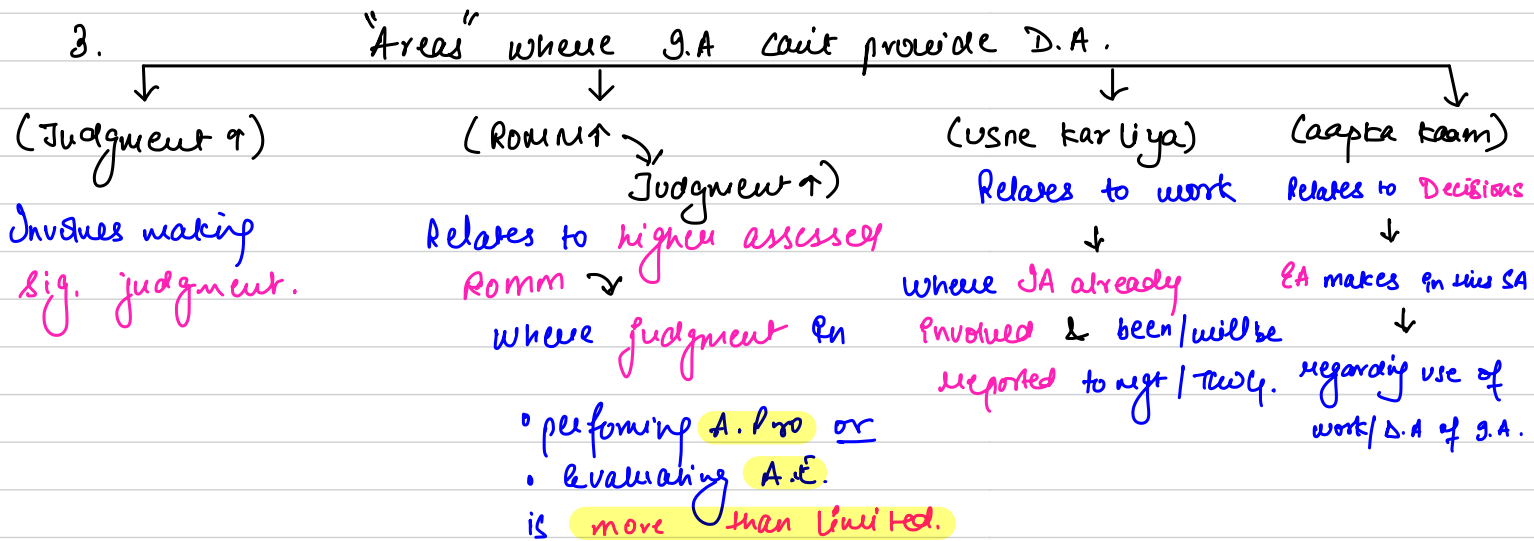 3. "Areas" where I.A can't provide D.A.
(Judgment ↑)
Involves making
sig. judgment.
(ROMM↑ →
Judgment ↑)
Relates to higher assessed
ROMM →
where judgment in
• performing A.Pro or
• Evaluating A.E.
is more than limited.
(usne kar liya)
Relates to work
↓
where IA already
involved & been/will be
reported to mgt / TCWG.
(aapka kaam)
Relates to Decisions
↓
EA makes in this SA
↓
regarding use of
work/ D.A of I.A.